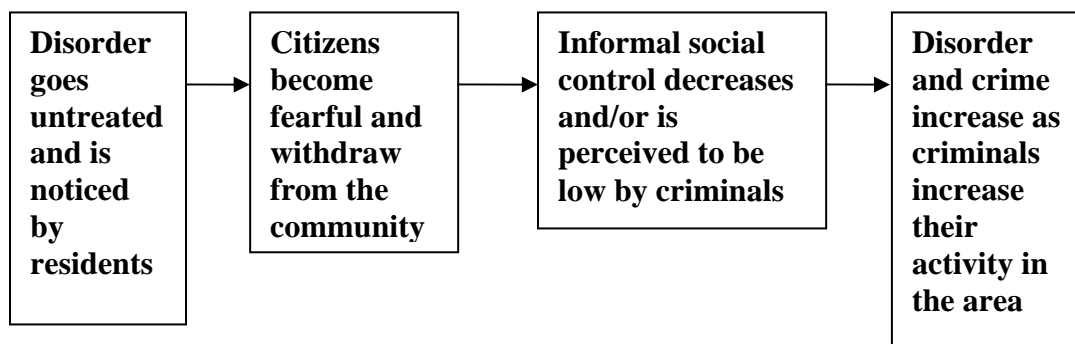 Disorder
goes
untreated
and is
noticed
by
residents
Citizens
become
fearful and
withdraw
from the
community
Informal social
control decreases
and/or is
perceived to be
low by criminals
Disorder
and crime
increase as
criminals
increase
their
activity in
the area